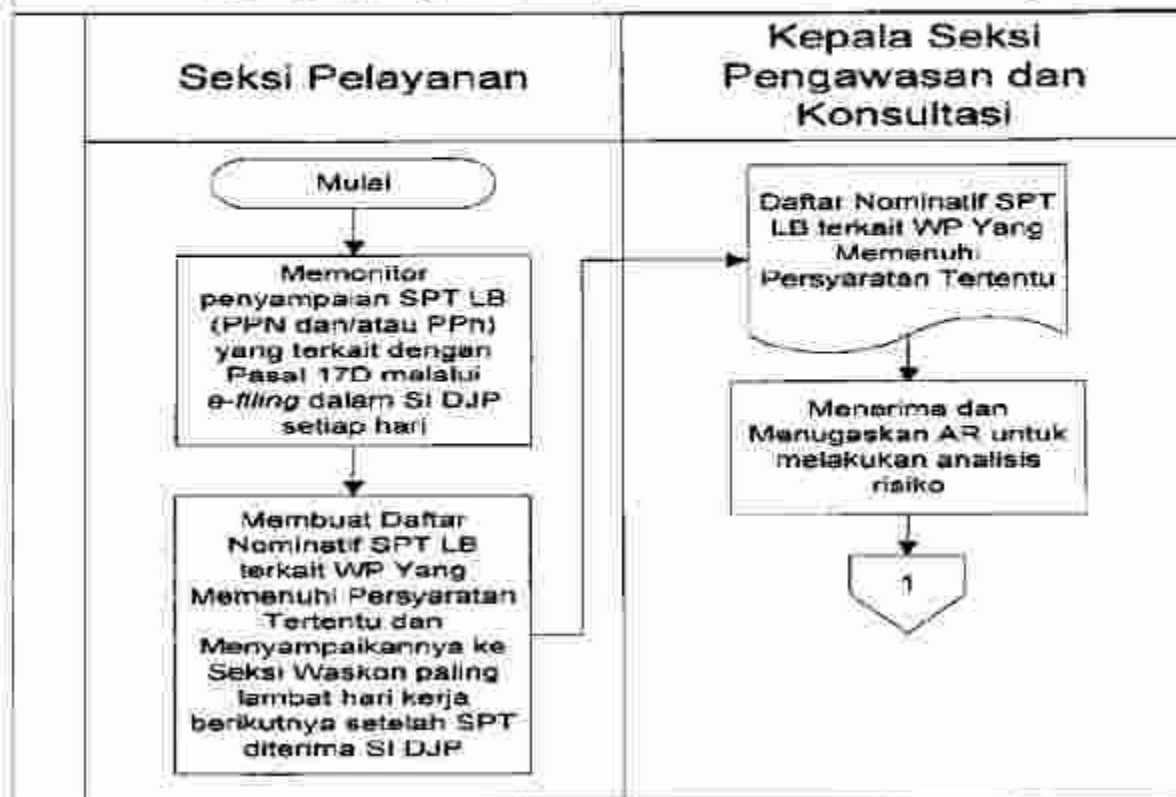 Seksi Pelayanan
Kepala Seksi
Pengawasan dan
Konsultasi
Mulai
Memonitor
penyampaian SPT LB
(PPN dan/atau PPh)
yang terkait dengan
Pasal 17D malalui
e-filing dalam SI DJP
setiap hari
Membuat Daftar
Nominatif SPT LB
terkait WP Yang
Memenuhi Persyaratan
Tertentu dan
Menyampaikannya ke
Seksi Waskon paling
lambat hari kerja
berikutnya setelah SPT
diterima SI DJP
Daftar Nominatif SPT
LB terkait WP Yang
Memenuhi
Persyaratan Tertentu
Menerima dan
Menugaskan AR untuk
melakukan analisis
risiko
1